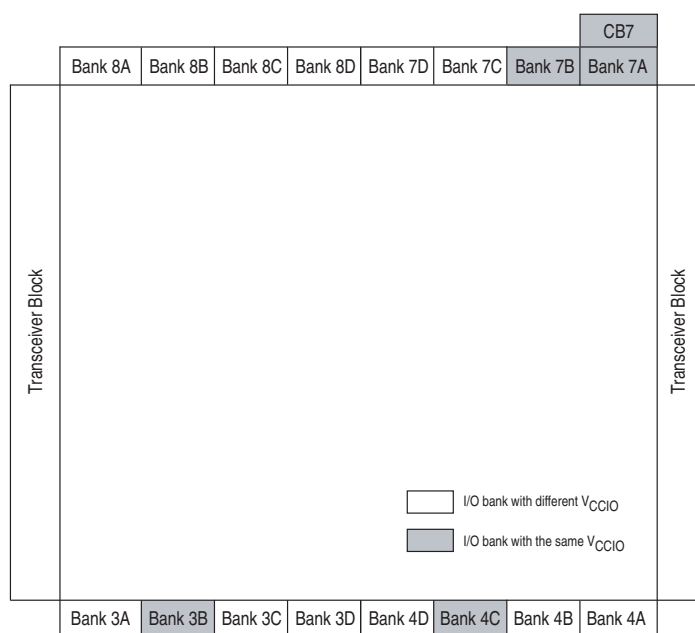 CB7
Bank 8A Bank 8B Bank 8C Bank 8D Bank 7D Bank 7C Bank 7B Bank 7A
Transceiver Block
Transceiver Block
I/O bank with different VCCIO
I/O bank with the same VCCIO
Bank 3A Bank 3B Bank 3C Bank 3D Bank 4D Bank 4C Bank 4B Bank 4A